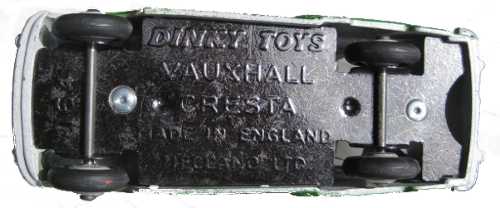 DINKY TOYS
VAUXHALL
CRESTA
MADE IN ENGLAND
MECCANO LTD